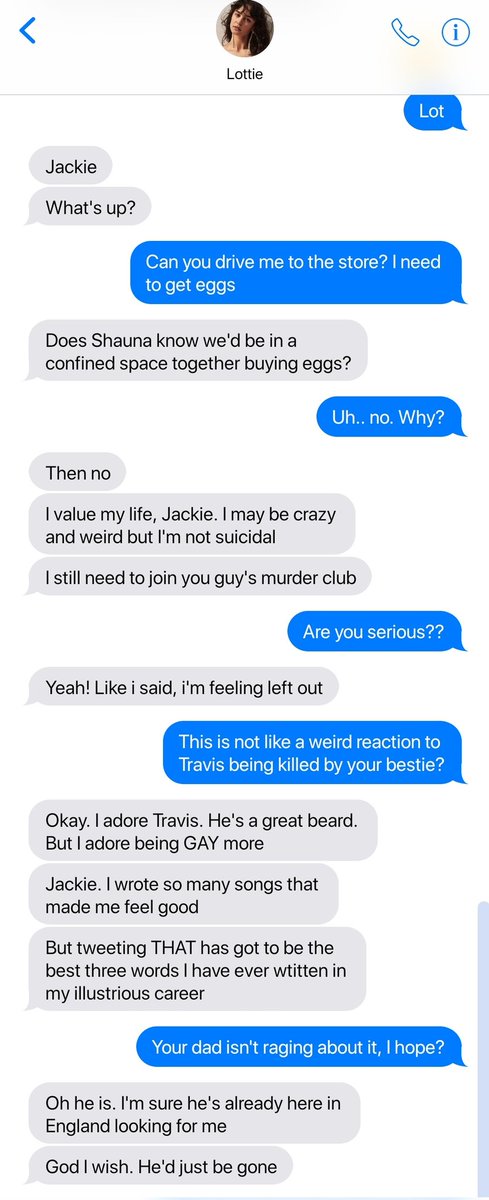 Lottie
Lot
Jackie
What's up?
Can you drive me to the store? I need
to get eggs
Does Shauna know we'd be in a
confined space together buying eggs?
Uh.. no. Why?
Then no
I value my life, Jackie. I may be crazy
and weird but I'm not suicidal
I still need to join you guy's murder club
Are you serious??
Yeah! Like i said, i'm feeling left out
This is not like a weird reaction to
Travis being killed by your bestie?
Okay. I adore Travis. He's a great beard.
But I adore being GAY more
Jackie. I wrote so many songs that
made me feel good
But tweeting THAT has got to be the
best three words I have ever wtitten in
my illustrious career
Your dad isn't raging about it, I hope?
Oh he is. I'm sure he's already here in
England looking for me
God I wish. He'd just be gone